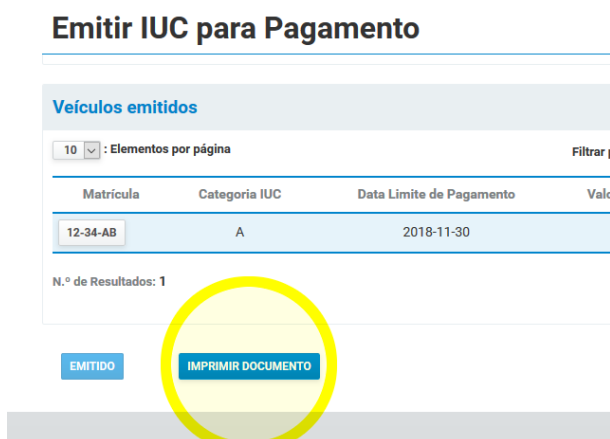 Emitir IUC para Pagamento
Veículos emitidos
10 : Elementos por página
Filtrar
Matrícula Categoria IUC Data Limite de Pagamento
12-34-AB A 2018-11-30
N.º de Resultados: 1
EMITIDO IMPRIMIR DOCUMENTO